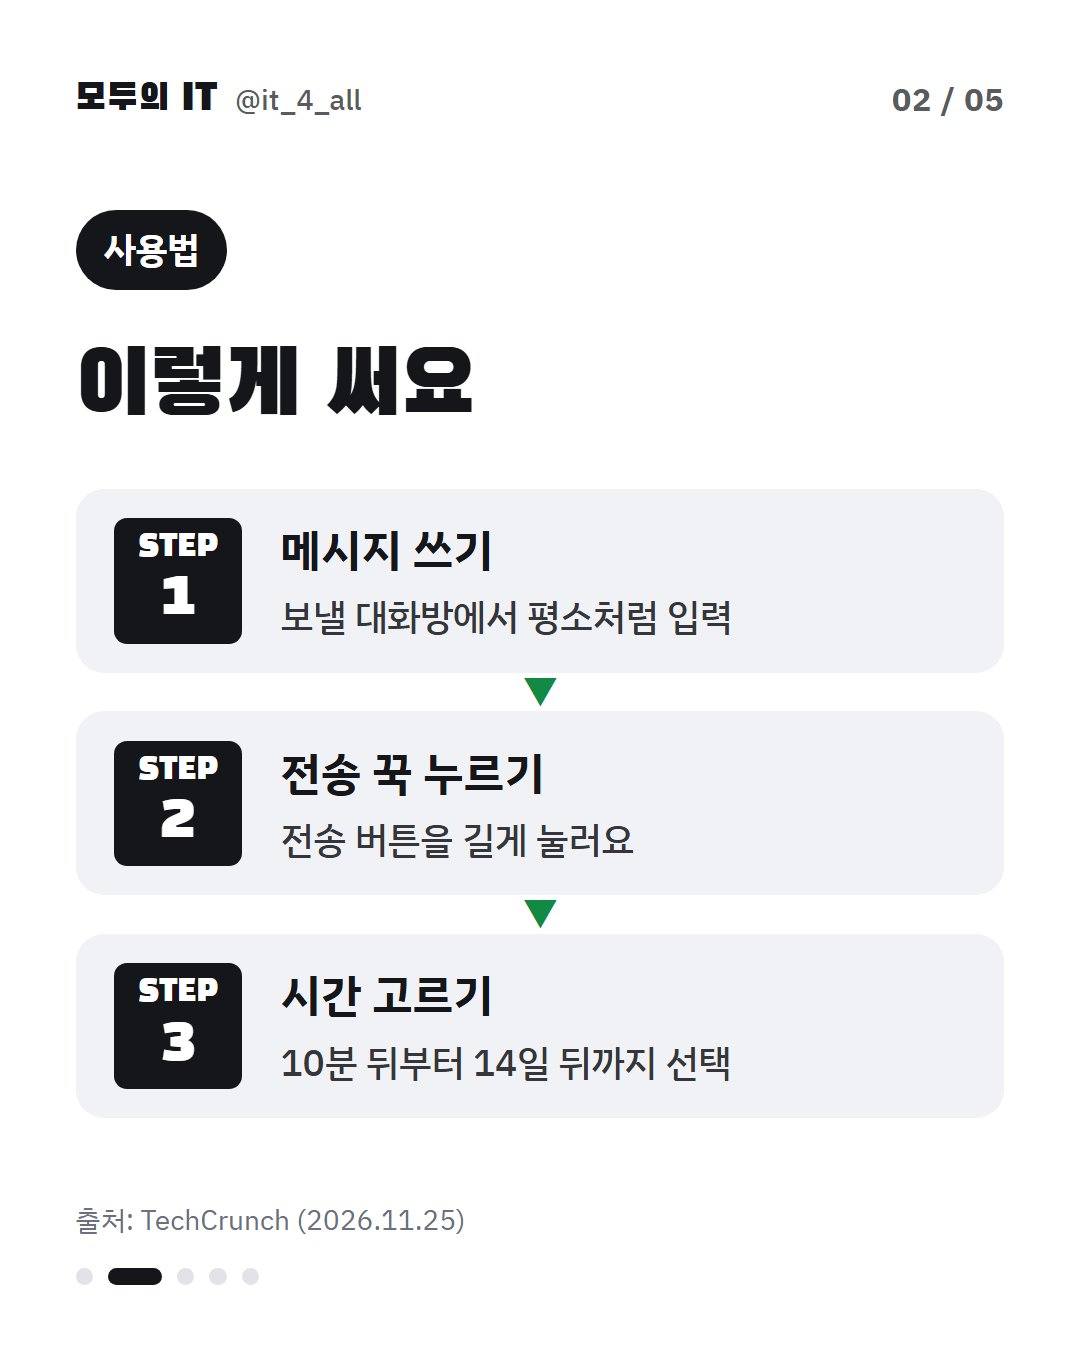 모두의 IT @it_4_all
02 / 05
사용법
이렇게 써요
STEP 1
메시지 쓰기
보낼 대화방에서 평소처럼 입력
▼
STEP 2
전송 꾹 누르기
전송 버튼을 길게 눌러요
▼
STEP 3
시간 고르기
10분 뒤부터 14일 뒤까지 선택
출처: TechCrunch (2026.11.25)